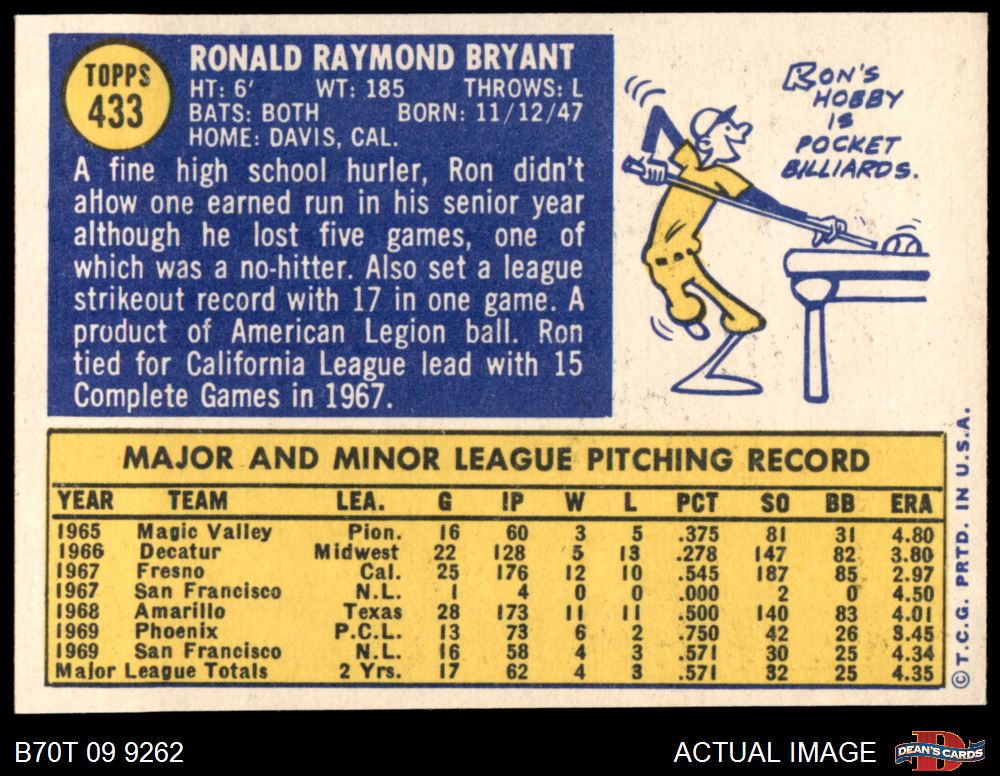 TOPPS
433
RONALD RAYMOND BRYANT
HT: 6' WT: 185 THROWS: L
BATS: BOTH BORN: 11/12/47
HOME: DAVIS, CAL.
A fine high school hurler, Ron didn't
allow one earned run in his senior year
although he lost five games, one of
which was a no-hitter. Also set a league
strikeout record with 17 in one game. A
product of American Legion ball. Ron
tied for California League lead with 15
Complete Games in 1967.
RON'S
HOBBY
IS
POCKET
BILLIARDS.
MAJOR AND MINOR LEAGUE PITCHING RECORD
YEAR TEAM LEA. G IP W L PCT SO BB ERA
1965 Magic Valley Pion. 16 60 3 5 .375 81 31 4.80
1966 Decatur Midwest 22 128 5 13 .278 147 82 3.80
1967 Fresno Cal. 25 176 12 10 .545 187 85 2.97
1967 San Francisco N.L. 1 4 0 0 .000 2 0 4.50
1968 Amarillo Texas 28 173 11 11 .500 140 83 4.01
1969 Phoenix P.C.L. 13 73 6 2 .750 42 26 3.45
1969 San Francisco N.L. 16 58 4 3 .571 30 25 4.34
Major League Totals 2 Yrs. 17 62 4 3 .571 32 25 4.35
© T.C.G. PRTD. IN U.S.A.
B70T 09 9262
ACTUAL IMAGE
DEAN'S CARDS